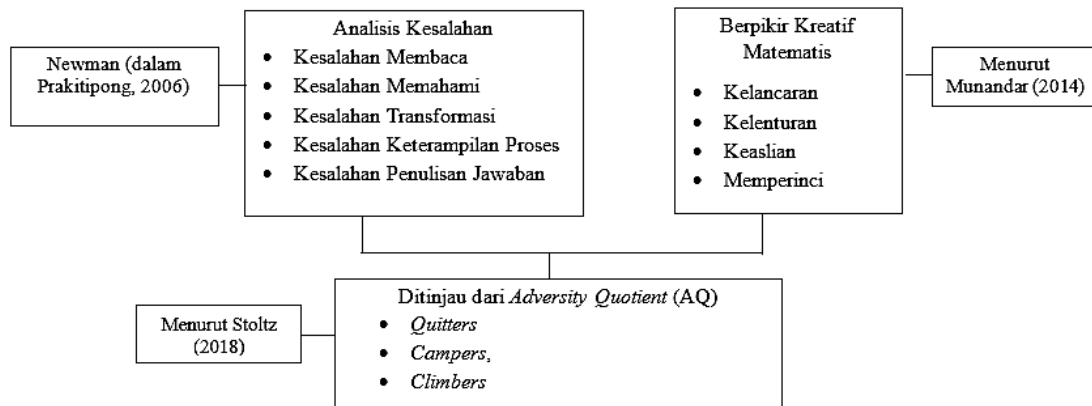 Analisis Kesalahan
• Kesalahan Membaca
• Kesalahan Memahami
• Kesalahan Transformasi
• Kesalahan Keterampilan Proses
• Kesalahan Penulisan Jawaban
Newman (dalam
Prakitipong, 2006)
Berpikir Kreatif
Matematis
• Kelancaran
• Kelenturan
• Keaslian
• Memperinci
Menurut
Munandar (2014)
Ditinjau dari Adversity Quotient (AQ)
• Quitters
• Campers,
• Climbers
Menurut Stoltz
(2018)